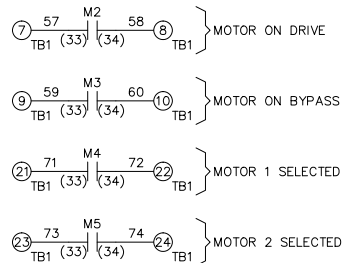 M2
7 57 58 8 MOTOR ON DRIVE
TB1 (33) (34) TB1
M3
9 59 60 10 MOTOR ON BYPASS
TB1 (33) (34) TB1
M4
21 71 72 22 MOTOR 1 SELECTED
TB1 (33) (34) TB1
M5
23 73 74 24 MOTOR 2 SELECTED
TB1 (33) (34) TB1